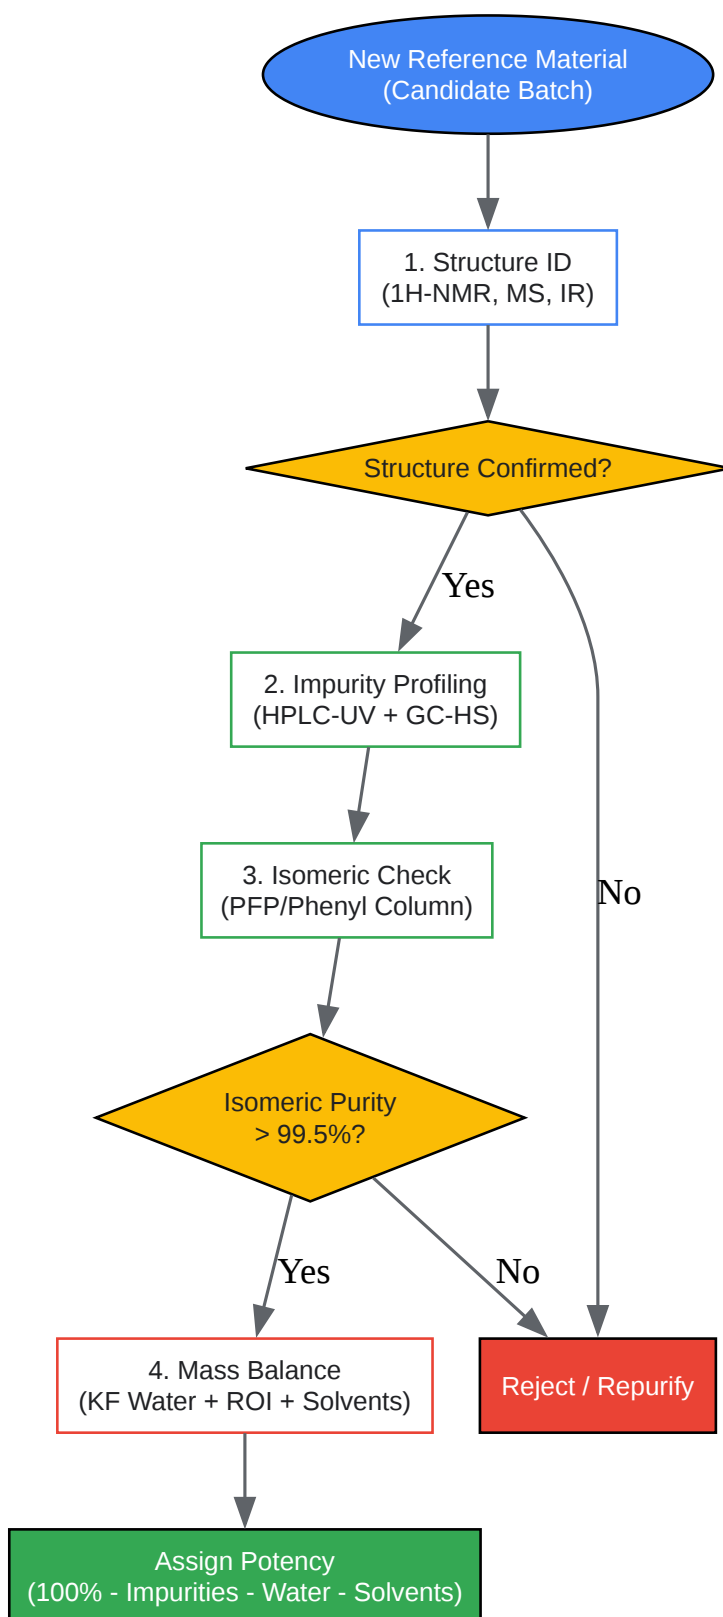 New Reference Material
(Candidate Batch)
1. Structure ID
(1H-NMR, MS, IR)
Structure Confirmed?
Yes
2. Impurity Profiling
(HPLC-UV + GC-HS)
3. Isomeric Check
(PFP/Phenyl Column)
No
Isomeric Purity
> 99.5%?
Yes
No
4. Mass Balance
(KF Water + ROI + Solvents)
Reject / Repurify
Assign Potency
(100% - Impurities - Water - Solvents)